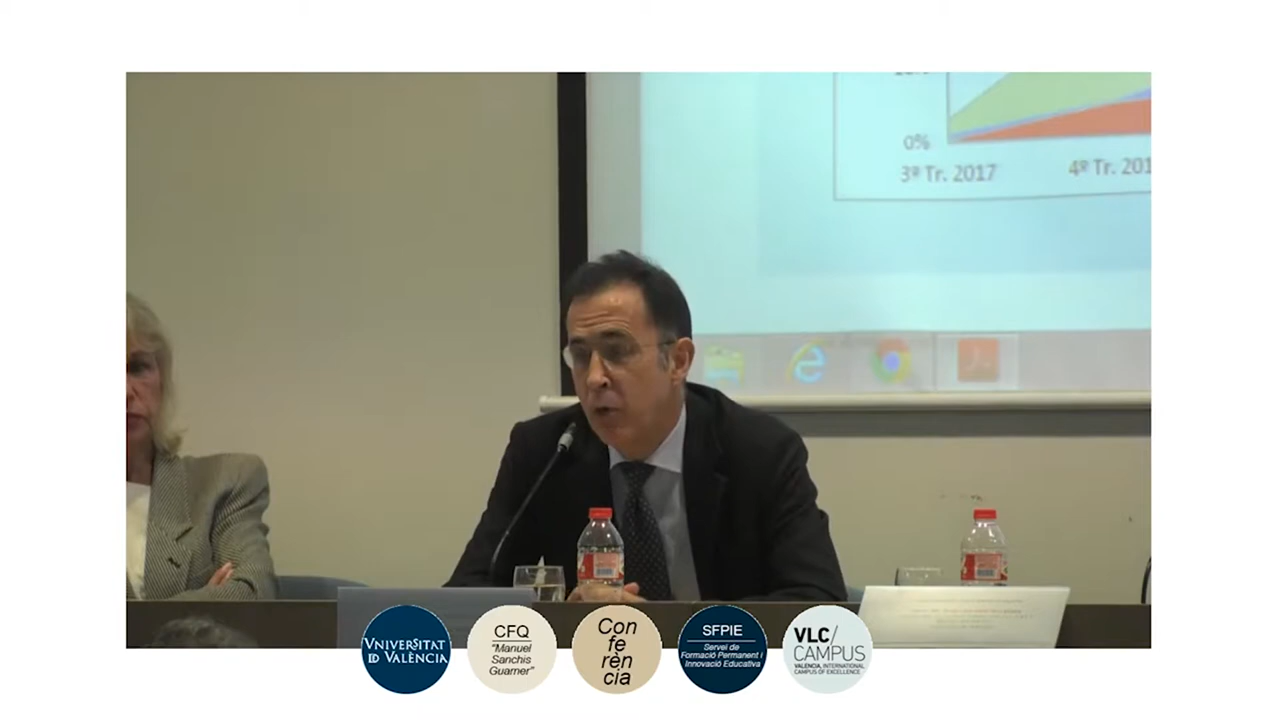 0%
3º Tr. 2017
4º Tr. 201
VNIVERSITAT
ID VALÈNCIA
CFQ
"Manuel
Sanchis
Guarner"
Con
fe
rèn
cia
SFPIE
Servei de
Formació Permanent i
Innovació Educativa
VLC/
CAMPUS
VALENCIA, INTERNATIONAL
CAMPUS OF EXCELLENCE